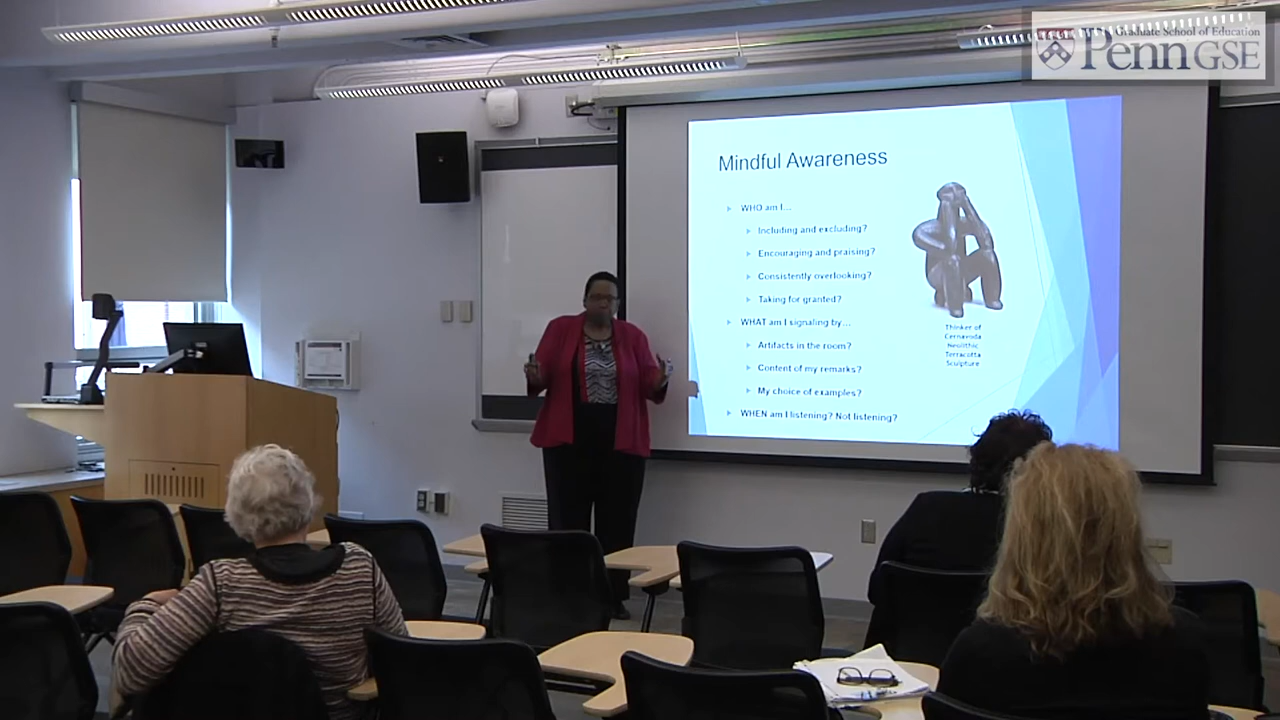 Graduate School of Education
PennGSE
Mindful Awareness
WHO am I...
Including and excluding?
Encouraging and praising?
Consistently overlooking?
Taking for granted?
WHAT am I signaling by...
Artifacts in the room?
Content of my remarks?
My choice of examples?
WHEN am I listening? Not listening?
Thinker of
Cernavoda
Neolithic
Terracotta
Sculpture